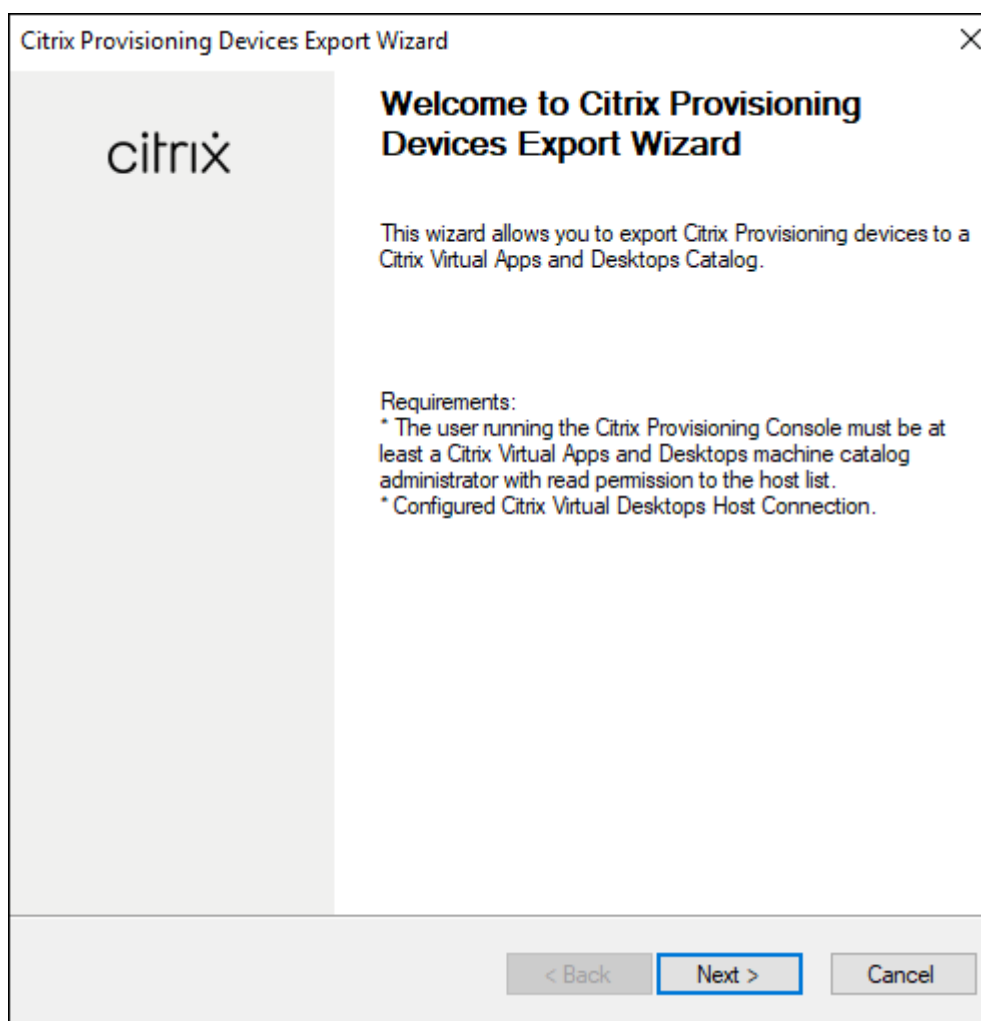 Citrix Provisioning Devices Export Wizard
citrix
Welcome to Citrix Provisioning
Devices Export Wizard
This wizard allows you to export Citrix Provisioning devices to a
Citrix Virtual Apps and Desktops Catalog.
Requirements:
* The user running the Citrix Provisioning Console must be at
least a Citrix Virtual Apps and Desktops machine catalog
administrator with read permission to the host list.
* Configured Citrix Virtual Desktops Host Connection.
< Back
Next >
Cancel